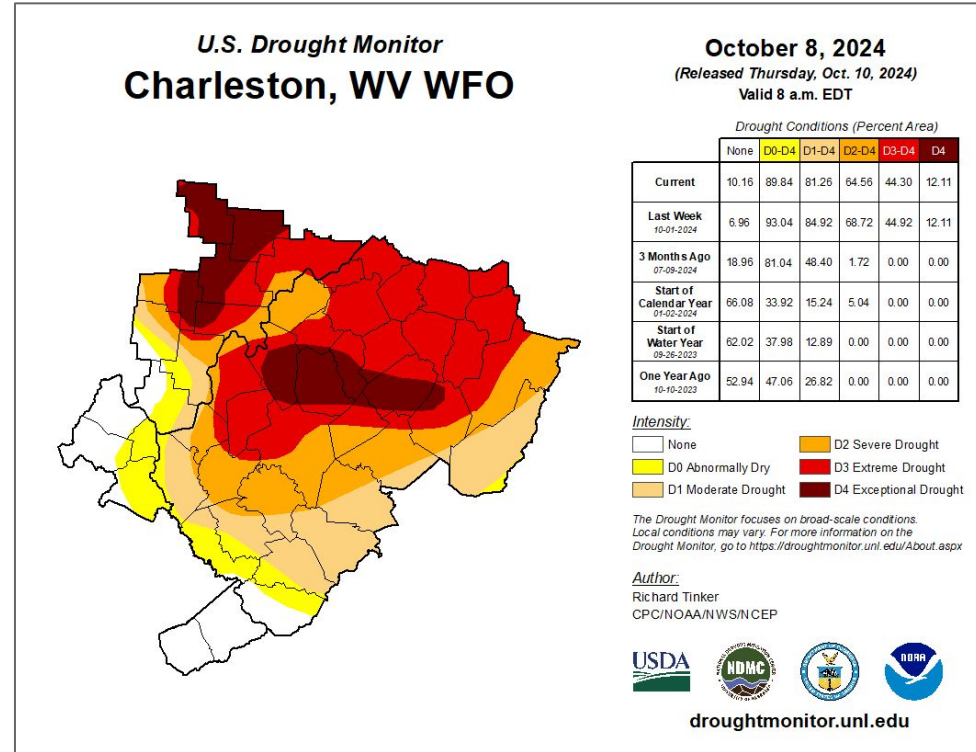 U.S. Drought Monitor
Charleston, WV WFO
October 8, 2024
(Released Thursday, Oct. 10, 2024)
Valid 8 a.m. EDT
Drought Conditions (Percent Area)
None D0-D4 D1-D4 D2-D4 D3-D4 D4
Current 10.16 89.84 81.26 64.56 44.30 12.11
Last Week
10-01-2024
6.96 93.04 84.92 68.72 44.92 12.11
3 Months Ago
07-09-2024
18.96 81.04 48.40 1.72 0.00 0.00
Start of
Calendar Year
01-02-2024
66.08 33.92 15.24 5.04 0.00 0.00
Start of
Water Year
09-26-2023
62.02 37.98 12.89 0.00 0.00 0.00
One Year Ago
10-10-2023
52.94 47.06 26.82 0.00 0.00 0.00
Intensity:
None
D0 Abnormally Dry
D1 Moderate Drought
D2 Severe Drought
D3 Extreme Drought
D4 Exceptional Drought
The Drought Monitor focuses on broad-scale conditions.
Local conditions may vary. For more information on the
Drought Monitor, go to https://droughtmonitor.unl.edu/About.aspx
Author:
Richard Tinker
CPC/NOAA/NWS/NCEP
USDA
NDMC
NOAA
droughtmonitor.unl.edu